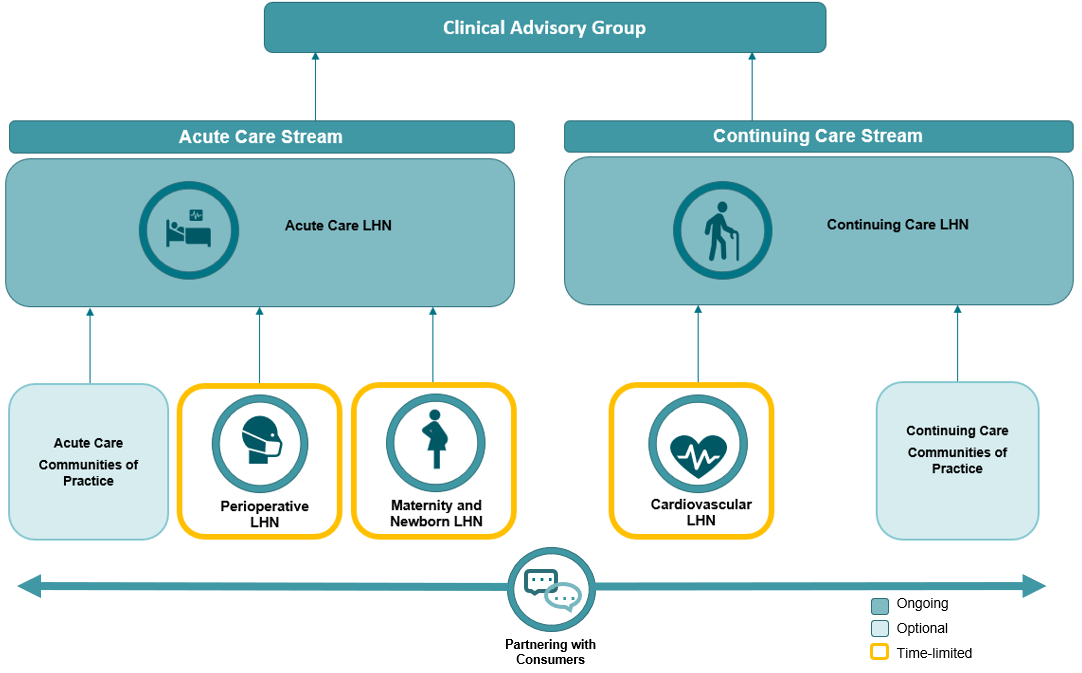 Clinical Advisory Group
Acute Care Stream
Continuing Care Stream
Acute Care LHN
Continuing Care LHN
Acute Care
Communities of
Practice
Perioperative
LHN
Maternity and
Newborn LHN
Cardiovascular
LHN
Continuing Care
Communities of
Practice
Partnering with
Consumers
Ongoing
Optional
Time-limited